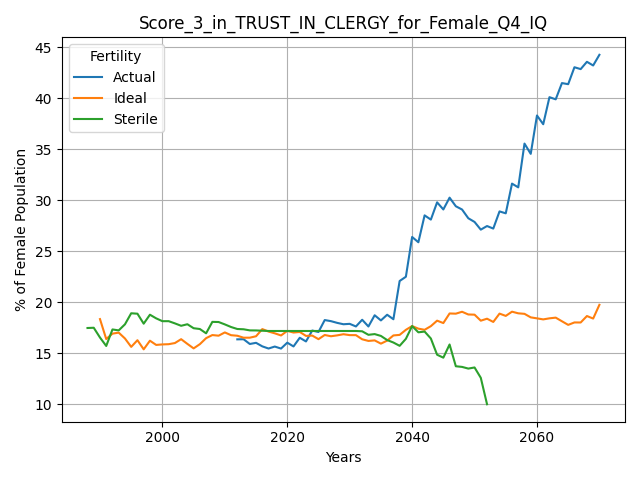 Score_3_in_TRUST_IN_CLERGY_for_Female_Q4_IQ
Fertility
Actual
Ideal
Sterile
% of Female Population
45
40
35
30
25
20
15
10
2000
2020
2040
2060
Years